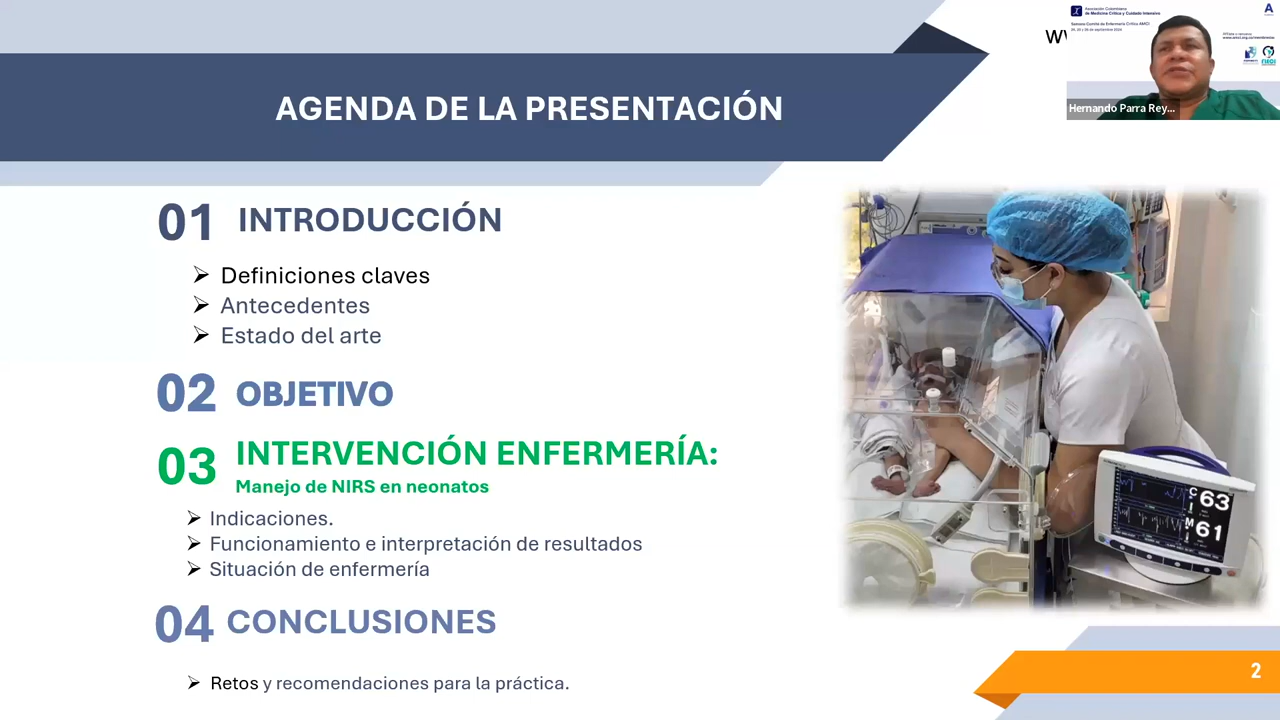 AGENDA DE LA PRESENTACIÓN
Asociación Colombiana
de Medicina Crítica y Cuidado Intensivo
Hernando Parra Rey...
01 INTRODUCCIÓN
Definiciones claves
Antecedentes
Estado del arte
02 OBJETIVO
03 INTERVENCIÓN ENFERMERÍA:
Manejo de NIRS en neonatos
Indicaciones.
Funcionamiento e interpretación de resultados
Situación de enfermería
04 CONCLUSIONES
Retos y recomendaciones para la práctica.
C 63
M 61
2